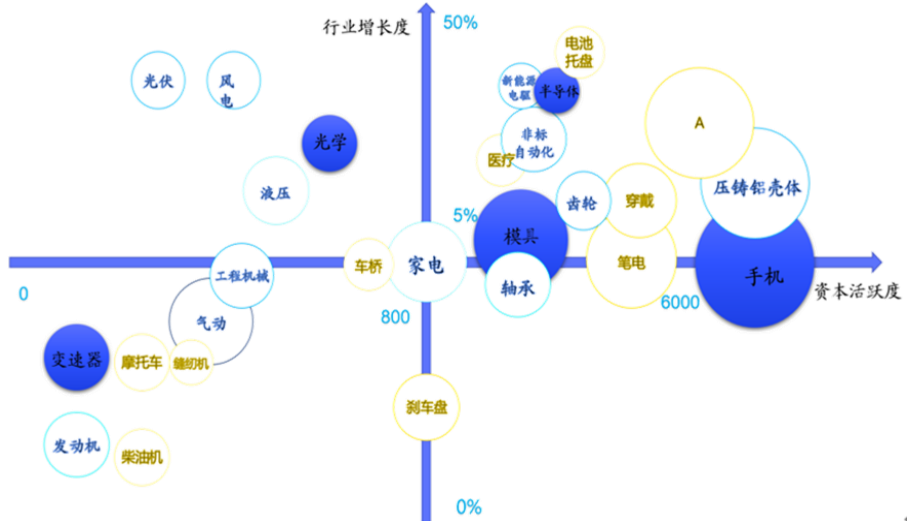 行业增长度
50%
电池
托盘
光伏
风
电
新能源
电驱
半导体
A
光学
非标
自动化
医疗
液压
压铸铝壳体
齿轮
穿戴
5%
模具
车桥
家电
笔电
工程机械
手机
轴承
0
800
6000
资本活跃度
气动
变速器
摩托车
缝纫机
刹车盘
发动机
柴油机
0%